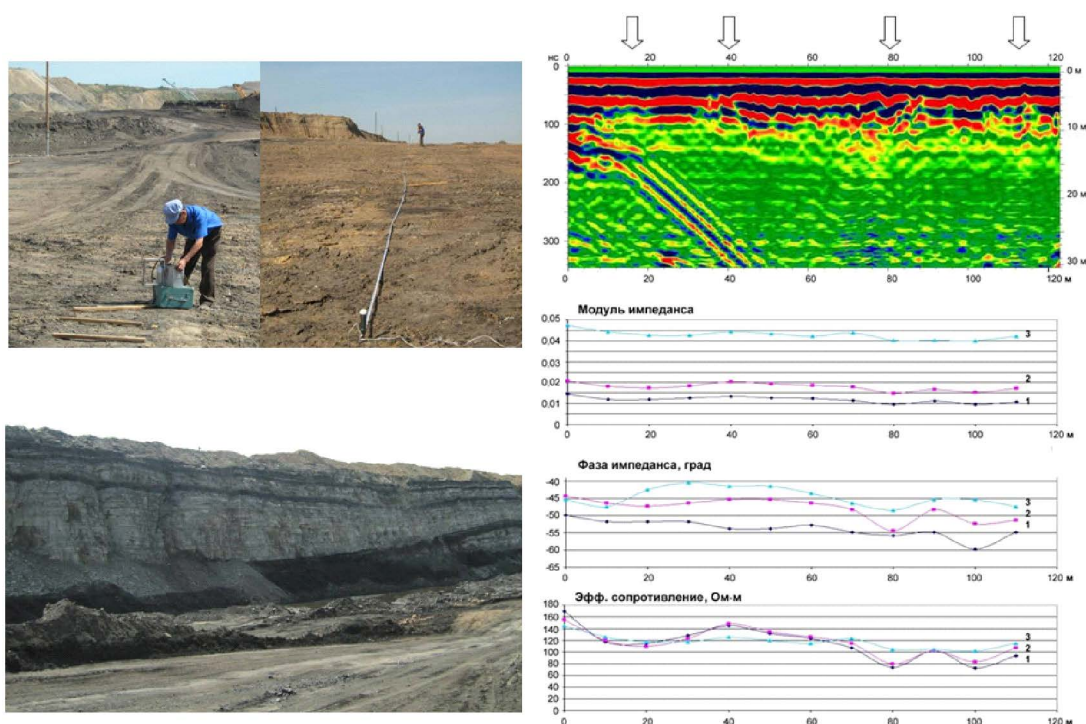 нс 0 20 40 60 80 100 120
0 0 м
100 10 м
200 20 м
300 30 м
0 20 40 60 80 100 120 м
Модуль импеданса
0,05
0,04 3
0,03
0,02 2
0,01 1
0
0 20 40 60 80 100 120 м
Фаза импеданса, град
-40
-45 3
-50 2
-55 1
-60
-65
0 20 40 60 80 100 120 м
Эфф. сопротивление, Ом-м
180
160
140
120 3
100 2
80 1
60
40
20
0
0 20 40 60 80 100 120 м